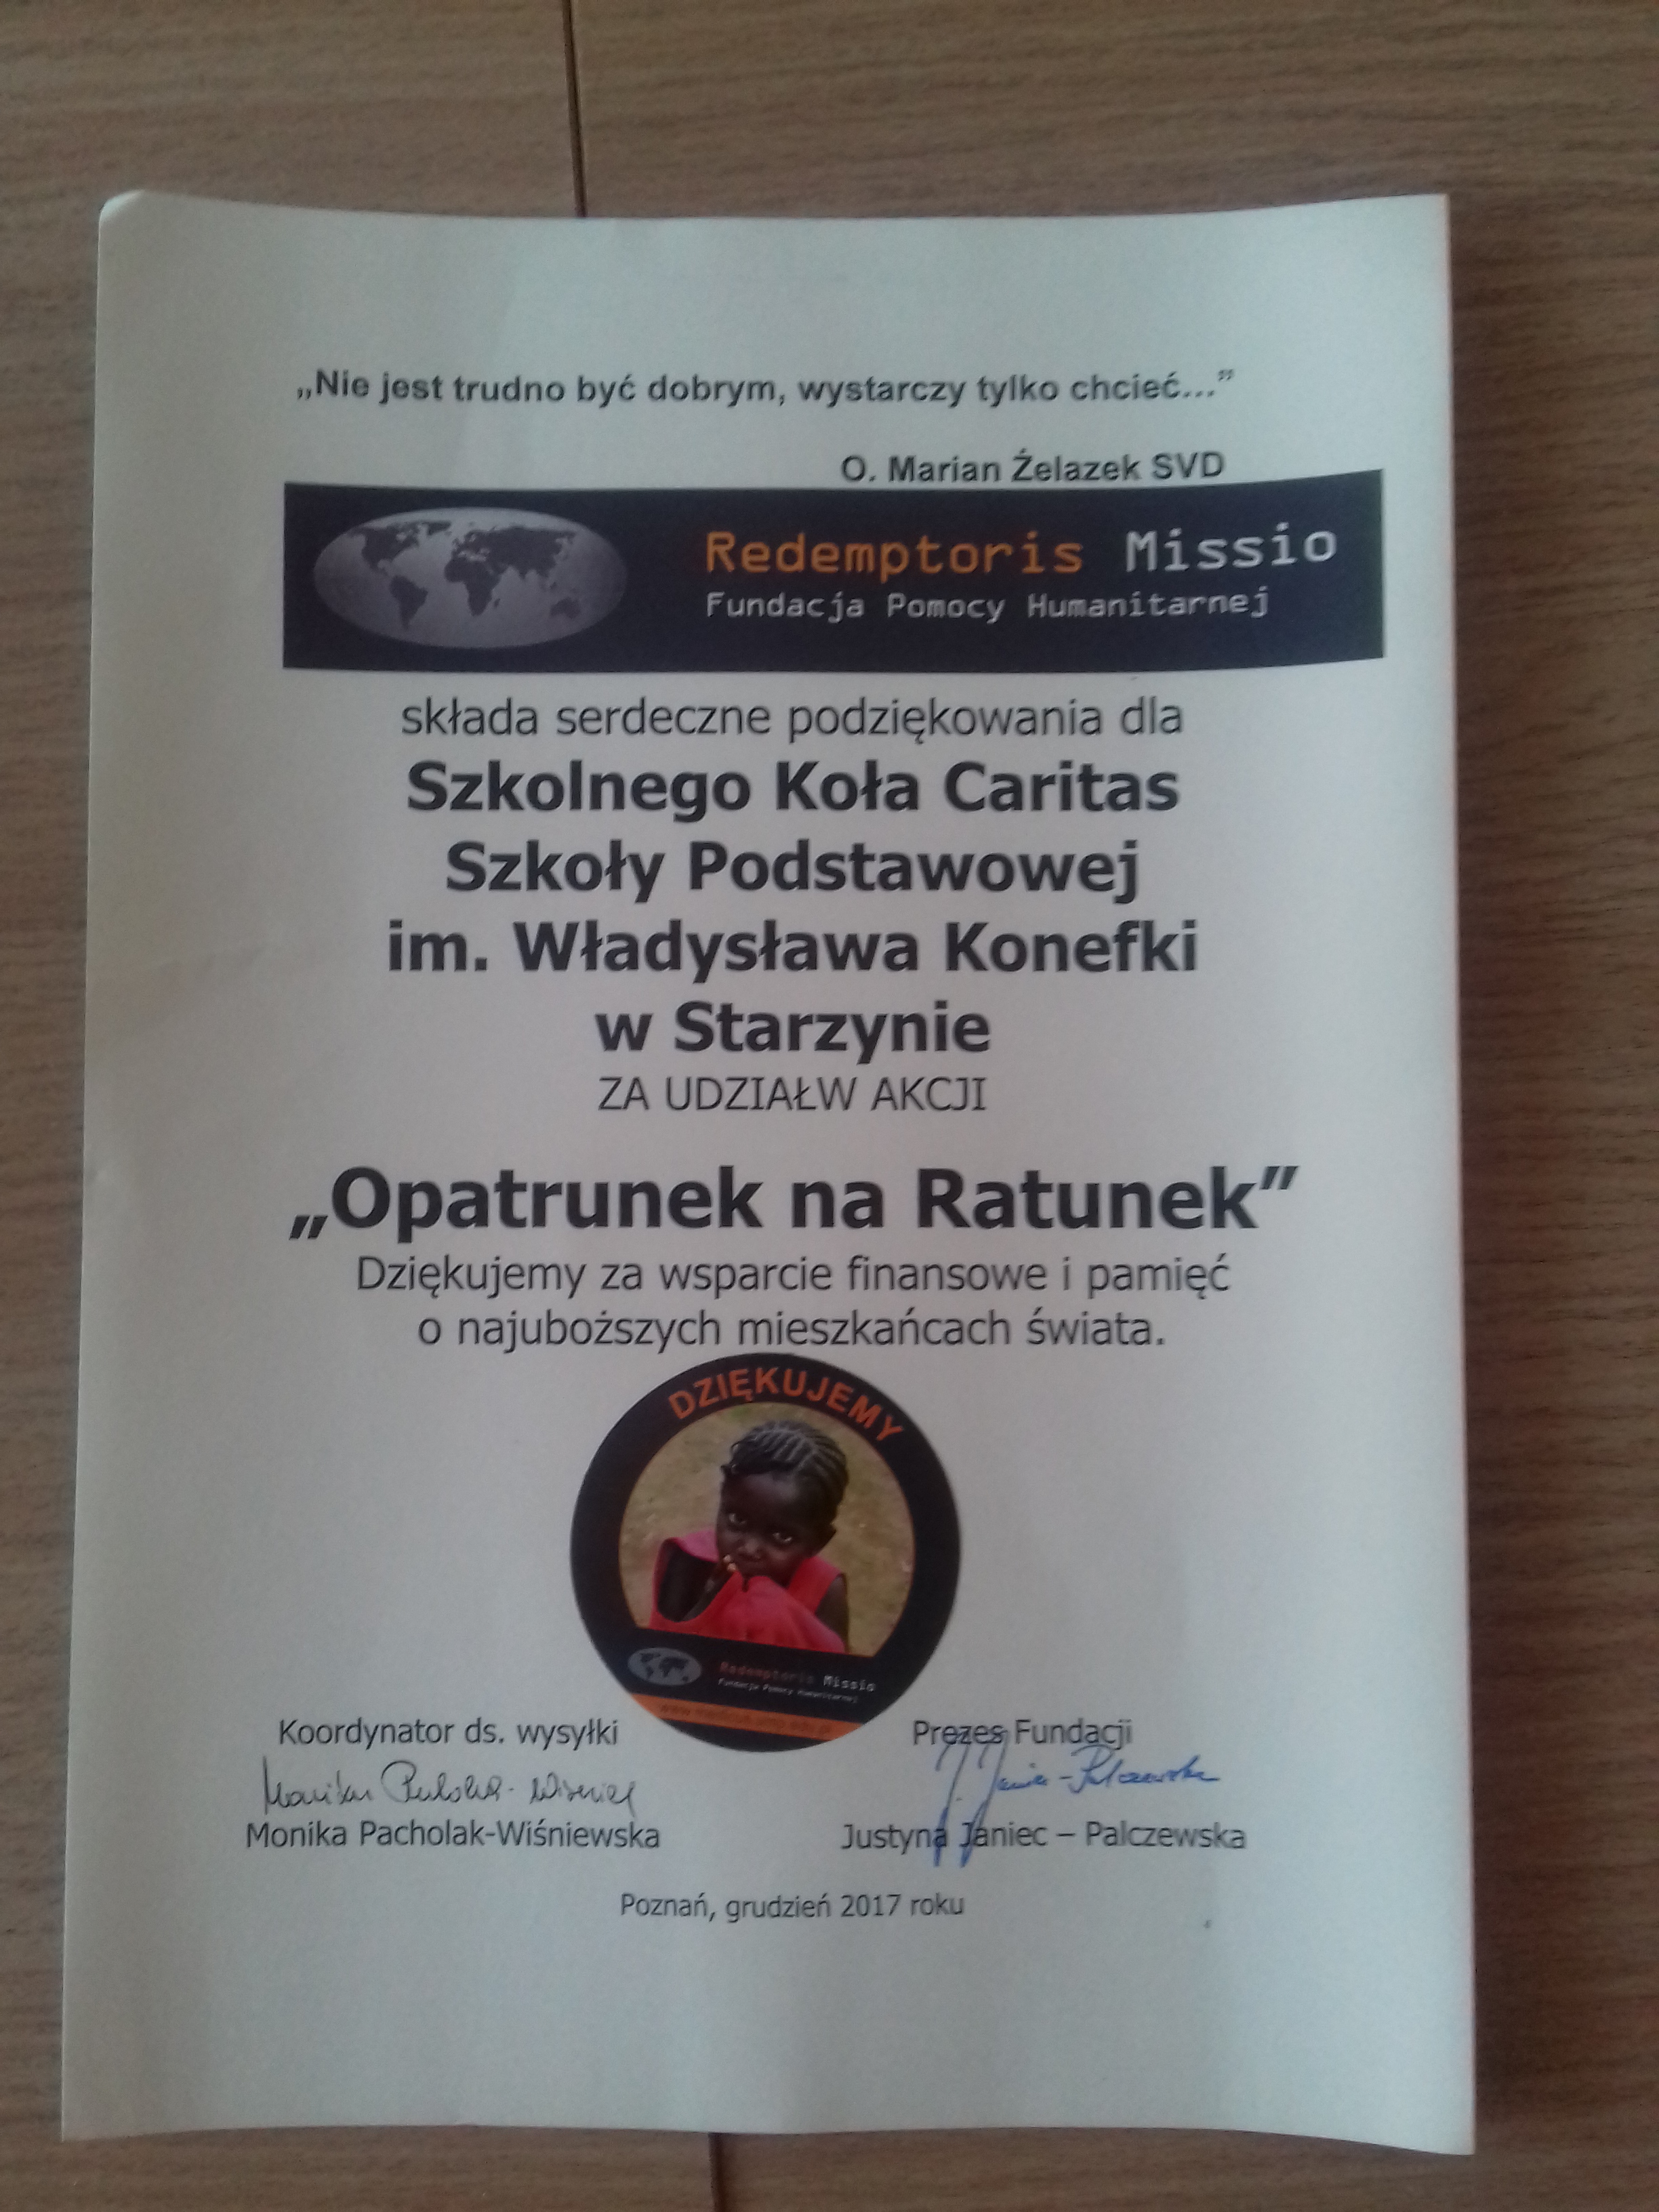 „Nie jest trudno być dobrym, wystarczy tylko chcieć...”
O. Marian Żelazek SVD
Redemptoris Missio
Fundacja Pomocy Humanitarnej
składa serdeczne podziękowania dla
Szkolnego Koła Caritas
Szkoły Podstawowej
im. Władysława Konefki
w Starzynie
ZA UDZIAŁW AKCJI
„Opatrunek na Ratunek”
Dziękujemy za wsparcie finansowe i pamięć
o najuboższych mieszkańcach świata.
DZIĘKUJEMY
Redemptoris Missio
Fundacja Pomocy Humanitarnej
Koordynator ds. wysyłki
Prezes Fundacji
Monika Pacholak-Wiśniewska
Justyna Janiec – Palczewska
Poznań, grudzień 2017 roku